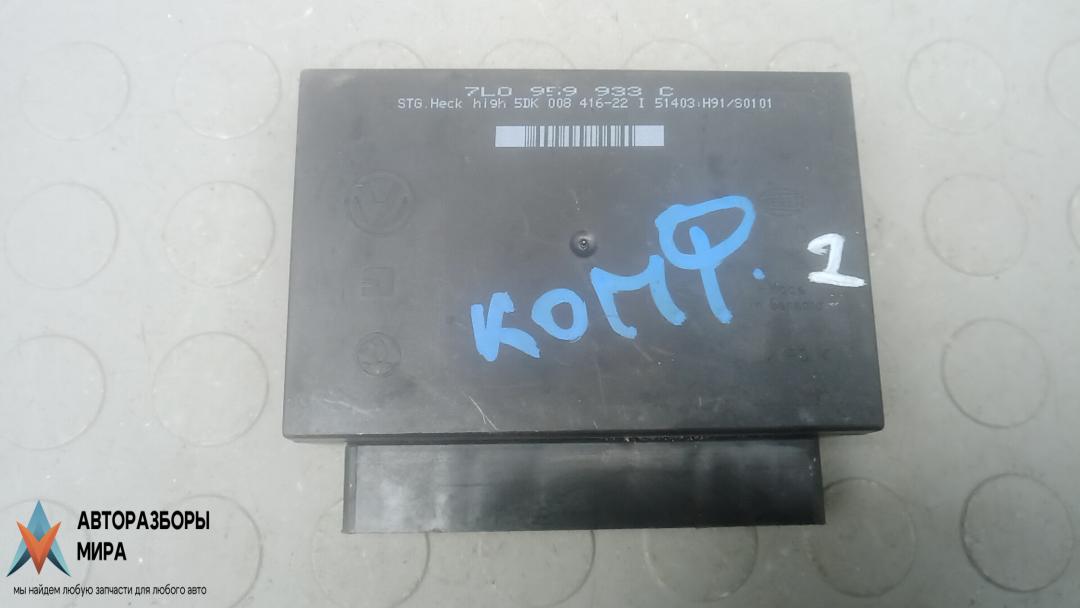 7L0 959 933 C
STG.Heck high 5DK 008 416-22 I 51403 H91/S0101
КОМФ.
1
АВТОРАЗБОРЫ
МИРА
мы найдем любую запчасти для любого авто